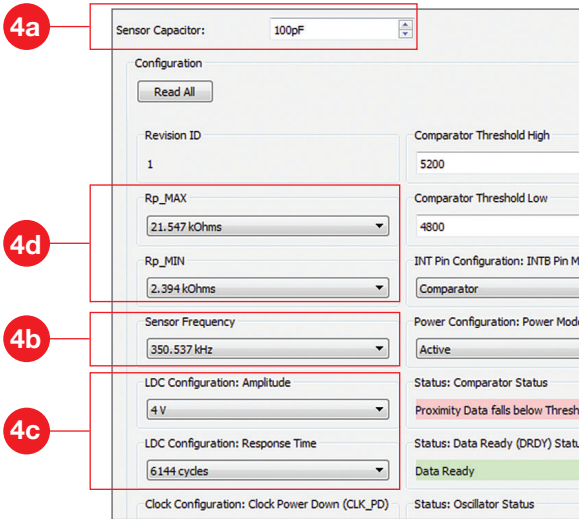 4a
Sensor Capacitor: 100pF
Configuration
Read All
Revision ID
1
Comparator Threshold High
5200
4d
Rp_MAX
21.547 kOhms
Comparator Threshold Low
4800
Rp_MIN
2.394 kOhms
INT Pin Configuration: INTB Pin M
Comparator
4b
Sensor Frequency
350.537 kHz
Power Configuration: Power Mode
Active
4c
LDC Configuration: Amplitude
4 V
Status: Comparator Status
Proximity Data falls below Thresh
LDC Configuration: Response Time
6144 cycles
Status: Data Ready (DRDY) Statu
Data Ready
Clock Configuration: Clock Power Down (CLK_PD)
Status: Oscillator Status